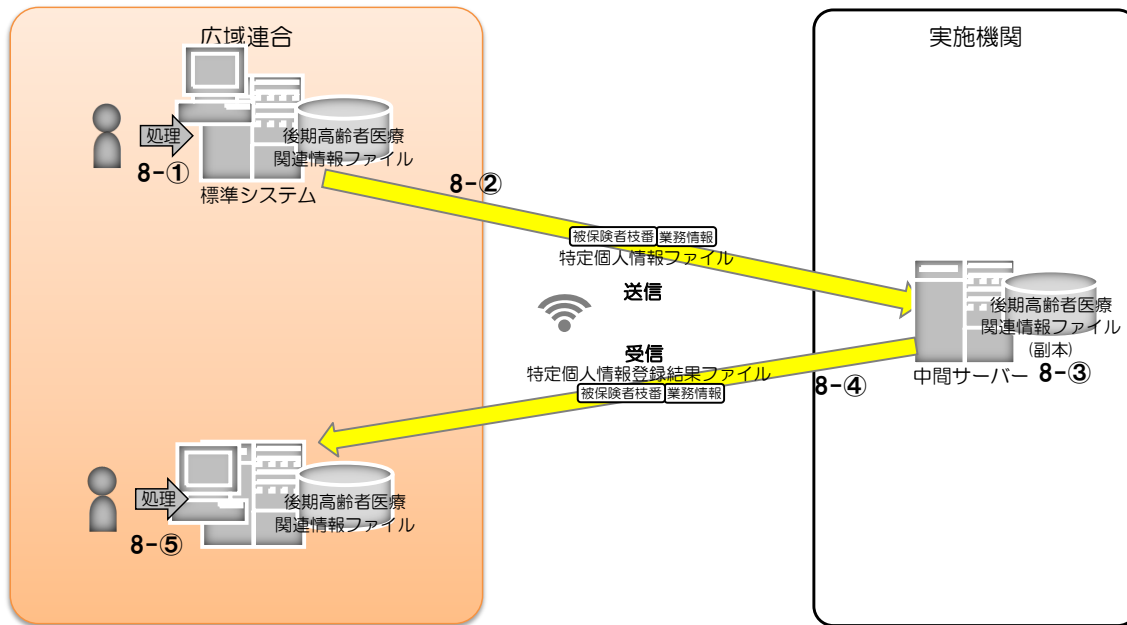 広域連合
実施機関
処理
8-①
後期高齢者医療
関連情報ファイル
標準システム
8-②
被保険者枝番 業務情報
特定個人情報ファイル
送信
後期高齢者医療
関連情報ファイル
(副本)
中間サーバー
8-③
受信
特定個人情報登録結果ファイル
被保険者枝番 業務情報
8-④
処理
8-⑤
後期高齢者医療
関連情報ファイル